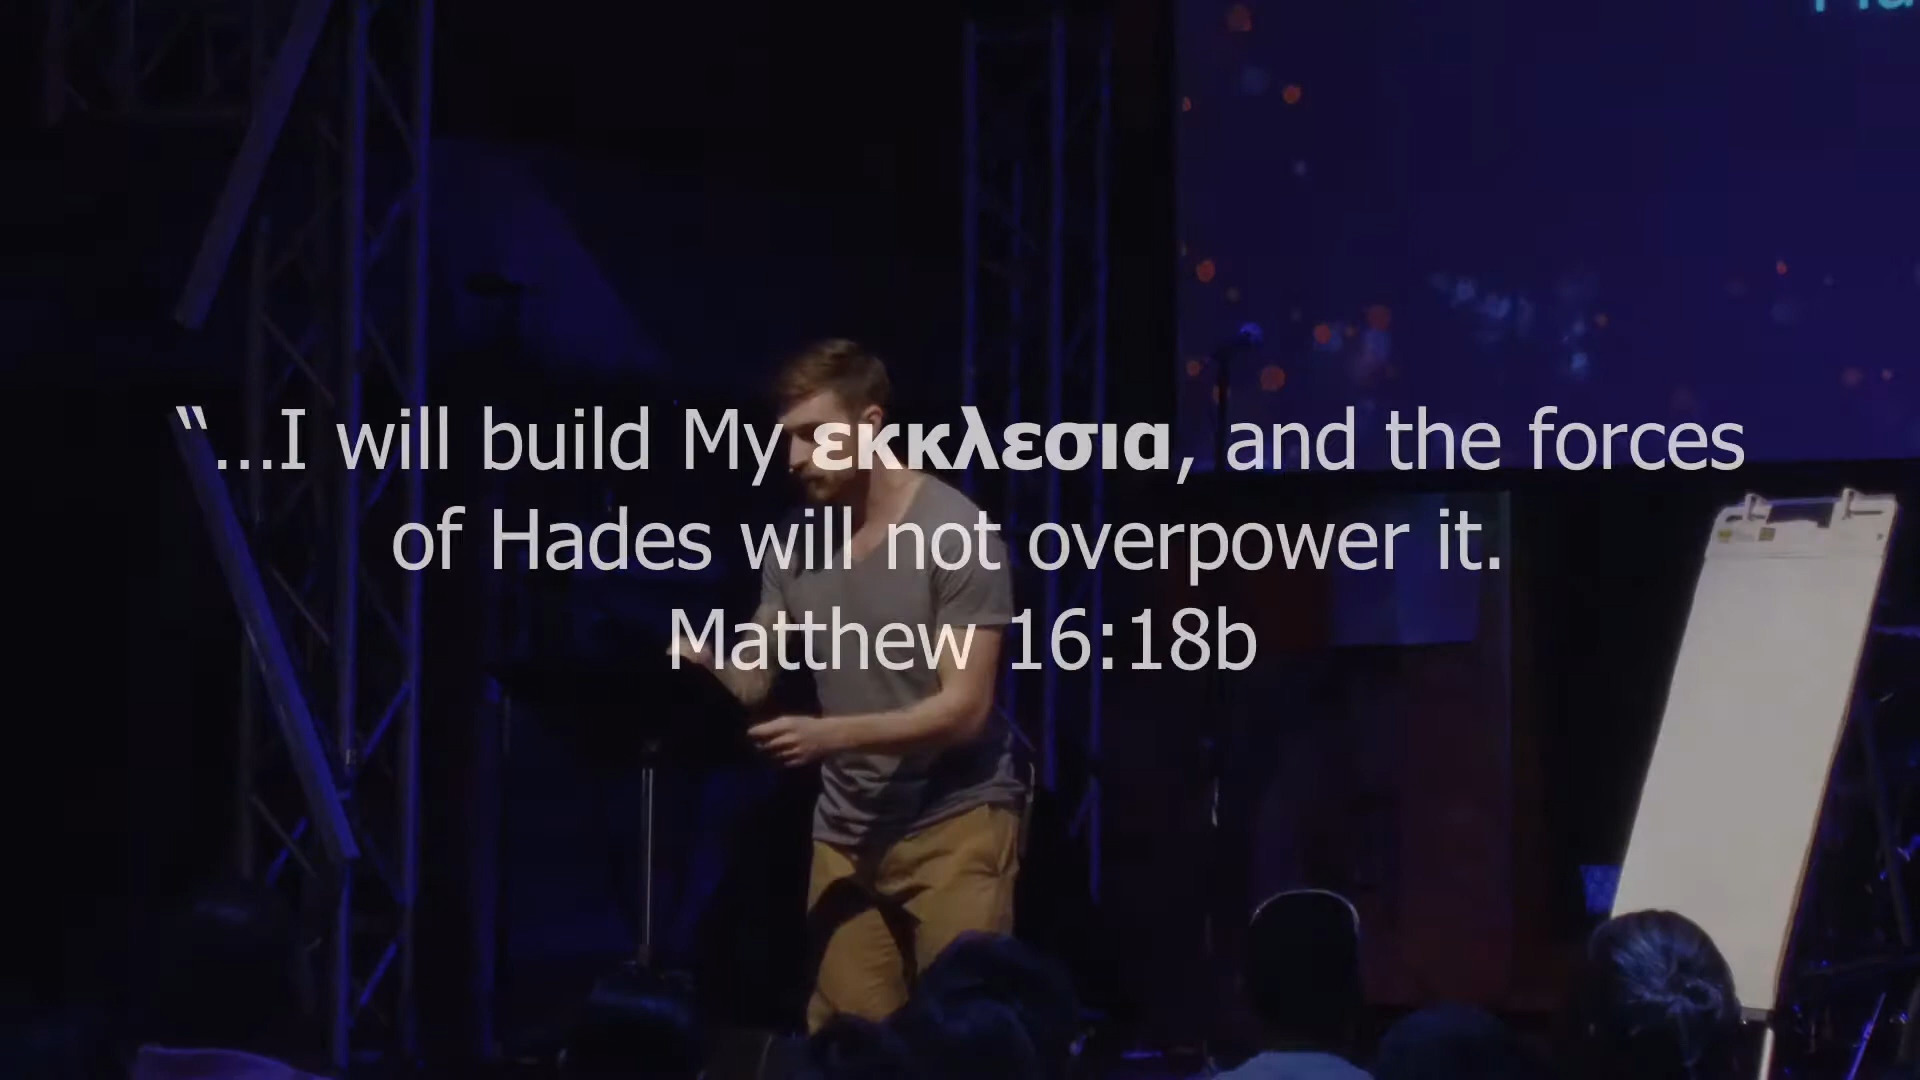 “…I will build My εκκλεσια, and the forces
of Hades will not overpower it.
Matthew 16:18b